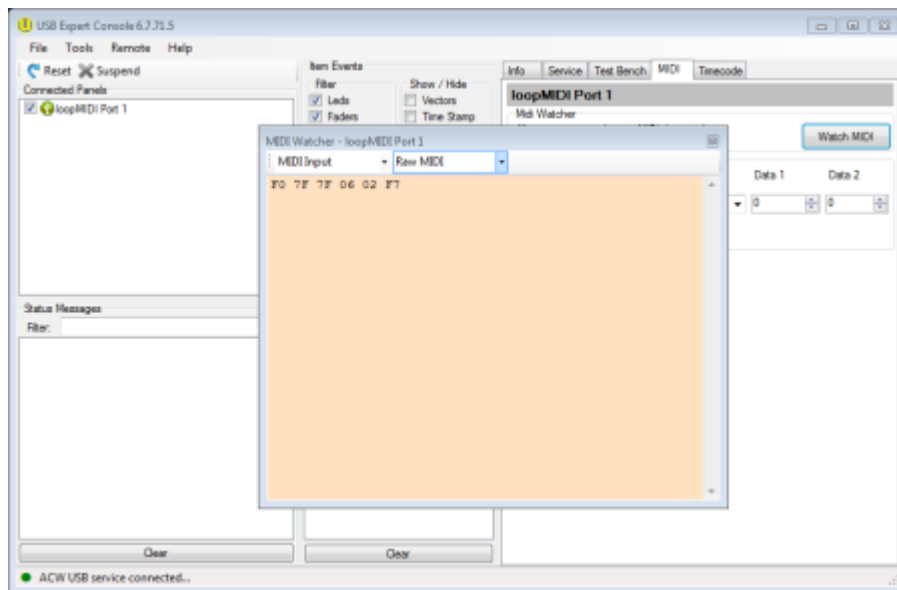 USB Expert Console 6.7.71.5
File Tools Remote Help
Reset Suspend
Connected Panels
loopMIDI Port 1
Item Events
Filter
Leds
Faders
Show / Hide
Vectors
Time Stamp
Info Service Test Bench MIDI Timecode
loopMIDI Port 1
Midi Watcher
Watch MIDI
Data 1 Data 2
0 0
MIDI Watcher - loopMIDI Port 1
MIDI Input Raw MIDI
F0 7F 7F 06 02 F7
Status Messages
Filter:
Clear Clear
ACW USB service connected...